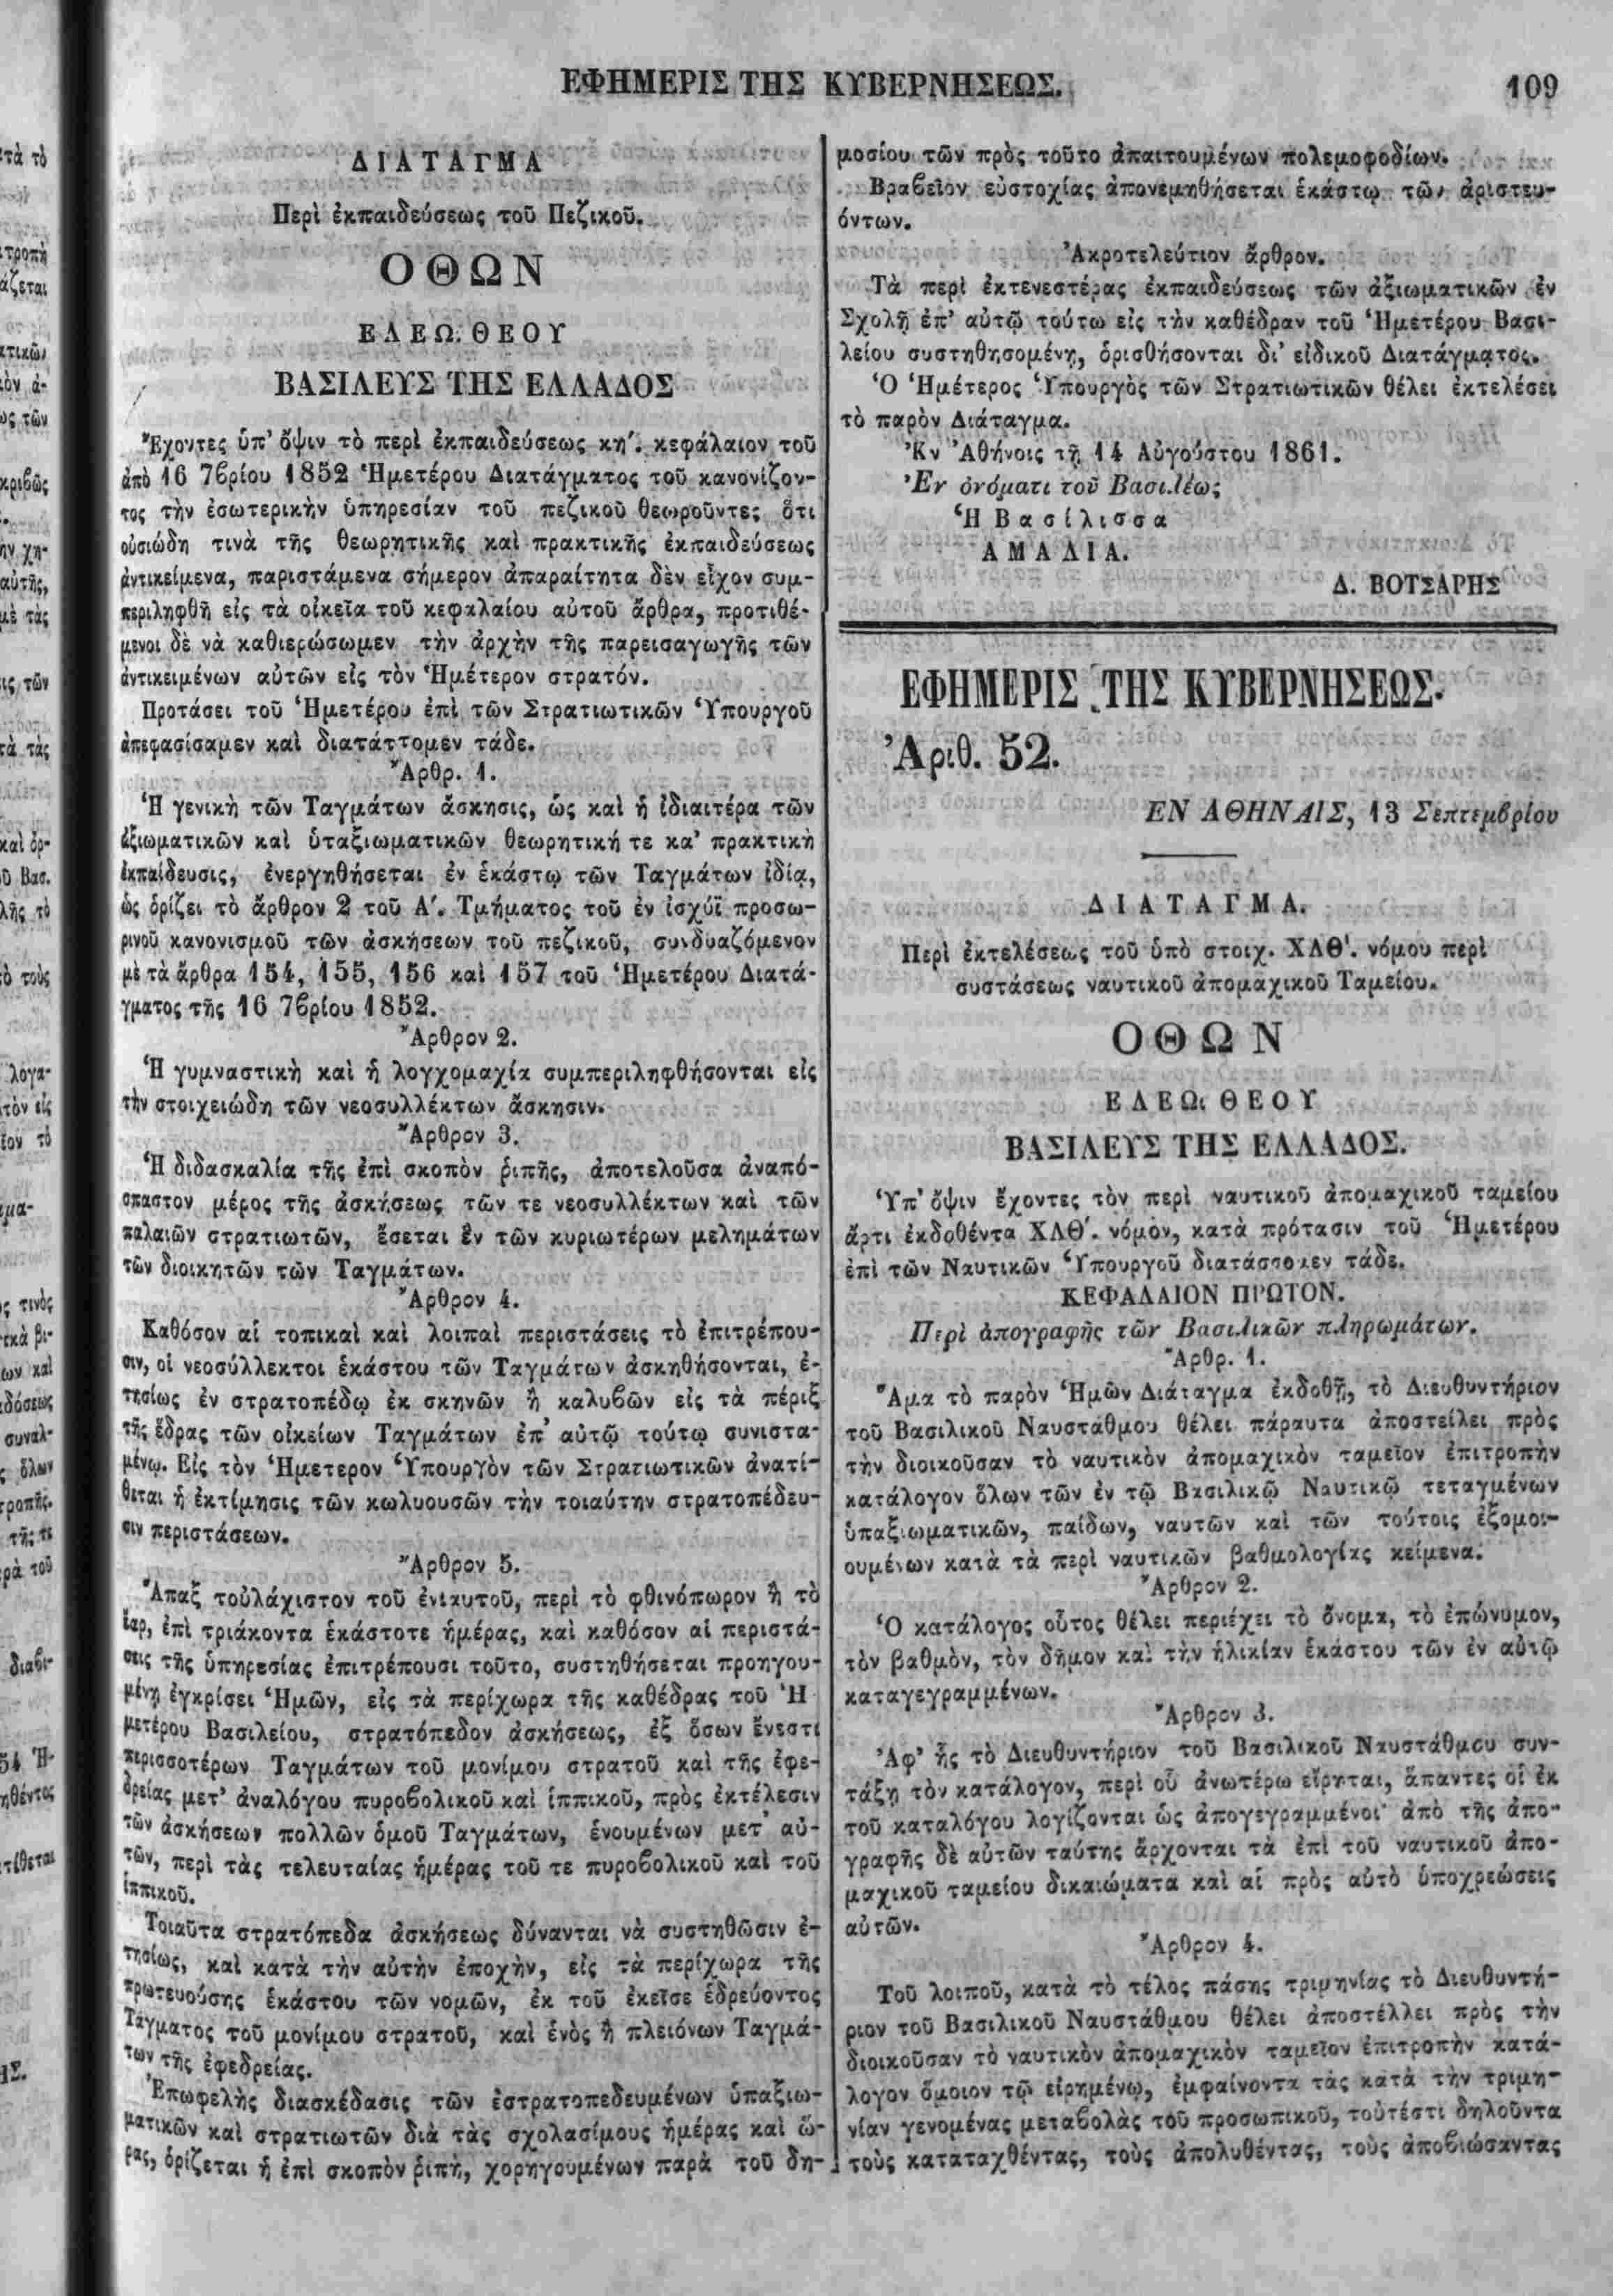 ΕΦΗΜΕΡΙΣ ΤΗΣ ΚΥΒΕΡΝΗΣΕΩΣ.
109
ΔΙΑΤΑΓΜΑ
Περὶ ἐκπαιδεύσεως τοῦ Πεζικοῦ.
ΟΘΩΝ
ΕΛΕΩι ΘΕΟΥ
ΒΑΣΙΛΕΥΣ ΤΗΣ ΕΛΛΑΔΟΣ
Ἔχοντες ὑπ' ὄψιν τὸ περὶ ἐκπαιδεύσεως κη'. κεφάλαιον τοῦ
ἀπὸ 16 7βρίου 1852 Ἡμετέρου Διατάγματος τοῦ κανονίζον-
τος τὴν ἐσωτερικὴν ὑπηρεσίαν τοῦ πεζικοῦ θεωροῦντες ὅτι
οὐσιώδη τινὰ τῆς θεωρητικῆς καὶ πρακτικῆς ἐκπαιδεύσεως
ἀντικείμενα, παριστάμενα σήμερον ἀπαραίτητα δὲν εἶχον συμ-
περιληφθῆ εἰς τὰ οἰκεῖα τοῦ κεφαλαίου αὐτοῦ ἄρθρα, προτιθέ-
μενοι δὲ νὰ καθιερώσωμεν τὴν ἀρχὴν τῆς παρεισαγωγῆς τῶν
ἀντικειμένων αὐτῶν εἰς τὸν Ἡμέτερον στρατόν.
Προτάσει τοῦ Ἡμετέρου ἐπὶ τῶν Στρατιωτικῶν Ὑπουργοῦ
ἀπεφασίσαμεν καὶ διατάττομεν τάδε.
Ἄρθρ. 1.
Ἡ γενικὴ τῶν Ταγμάτων ἄσκησις, ὡς καὶ ἡ ἰδιαιτέρα τῶν
ἀξιωματικῶν καὶ ὑταξιωματικῶν θεωρητική τε κα' πρακτικὴ
ἐκπαίδευσις, ἐνεργηθήσεται ἐν ἑκάστῳ τῶν Ταγμάτων ἰδίᾳ,
ὡς ὁρίζει τὸ ἄρθρον 2 τοῦ Α'. Τμήματος τοῦ ἐν ἰσχύϊ προσω-
ρινοῦ κανονισμοῦ τῶν ἀσκήσεων τοῦ πεζικοῦ, συνδυαζόμενον
μὲ τὰ ἄρθρα 154, 155, 156 καὶ 157 τοῦ Ἡμετέρου Διατά-
γματος τῆς 16 7βρίου 1852.
Ἄρθρον 2.
Ἡ γυμναστικὴ καὶ ἡ λογχομαχία συμπεριληφθήσονται εἰς
τὴν στοιχειώδη τῶν νεοσυλλέκτων ἄσκησιν.
Ἄρθρον 3.
Ἡ διδασκαλία τῆς ἐπὶ σκοπὸν ῥιπῆς, ἀποτελοῦσα ἀναπό-
σπαστον μέρος τῆς ἀσκήσεως τῶν τε νεοσυλλέκτων καὶ τῶν
παλαιῶν στρατιωτῶν, ἔσεται ἓν τῶν κυριωτέρων μελημάτων
τῶν διοικητῶν τῶν Ταγμάτων.
Ἄρθρον 4.
Καθόσον αἱ τοπικαὶ καὶ λοιπαὶ περιστάσεις τὸ ἐπιτρέπου-
σιν, οἱ νεοσύλλεκτοι ἑκάστου τῶν Ταγμάτων ἀσκηθήσονται, ἐ-
τησίως ἐν στρατοπέδῳ ἐκ σκηνῶν ἢ καλυβῶν εἰς τὰ πέριξ
τῆς ἕδρας τῶν οἰκείων Ταγμάτων ἐπ' αὐτῷ τούτῳ συνιστα-
μένῳ. Εἰς τὸν Ἡμετερον Ὑπουργὸν τῶν Στρατιωτικῶν ἀνατί-
θεται ἡ ἐκτίμησις τῶν κωλυουσῶν τὴν τοιαύτην στρατοπέδευ-
σιν περιστάσεων.
Ἄρθρον 5.
Ἅπαξ τοὐλάχιστον τοῦ ἐνιαυτοῦ, περὶ τὸ φθινόπωρον ἢ τὸ
ἔαρ, ἐπὶ τριάκοντα ἑκάστοτε ἡμέρας, καὶ καθόσον αἱ περιστά-
σεις τῆς ὑπηρεσίας ἐπιτρέπουσι τοῦτο, συστηθήσεται προηγου-
μένῃ ἐγκρίσει Ἡμῶν, εἰς τὰ περίχωρα τῆς καθέδρας τοῦ Ἡ
μετέρου Βασιλείου, στρατόπεδον ἀσκήσεως, ἐξ ὅσων ἔνεστι
περισσοτέρων Ταγμάτων τοῦ μονίμου στρατοῦ καὶ τῆς ἐφε-
δρείας μετ' ἀναλόγου πυροβολικοῦ καὶ ἱππικοῦ, πρὸς ἐκτέλεσιν
τῶν ἀσκήσεων πολλῶν ὁμοῦ Ταγμάτων, ἑνουμένων μετ' αὐ-
τῶν, περὶ τὰς τελευταίας ἡμέρας τοῦ τε πυροβολικοῦ καὶ τοῦ
ἱππικοῦ.
Τοιαῦτα στρατόπεδα ἀσκήσεως δύνανται νὰ συστηθῶσιν ἐ-
τησίως, καὶ κατὰ τὴν αὐτὴν ἐποχὴν, εἰς τὰ περίχωρα τῆς
πρωτευούσης ἑκάστου τῶν νομῶν, ἐκ τοῦ ἐκεῖσε ἑδρεύοντος
Τάγματος τοῦ μονίμου στρατοῦ, καὶ ἑνὸς ἢ πλειόνων Ταγμά-
των τῆς ἐφεδρείας.
Ἐπωφελὴς διασκέδασις τῶν ἐστρατοπεδευμένων ὑπαξιω-
ματικῶν καὶ στρατιωτῶν διὰ τὰς σχολασίμους ἡμέρας καὶ ὥ-
ρας, ὁρίζεται ἡ ἐπὶ σκοπὸν ῥιπὴ, χορηγουμένων παρὰ τοῦ δη-
μοσίου τῶν πρὸς τοῦτο ἀπαιτουμένων πολεμοφοδίων.
Βραβεῖον εὐστοχίας ἀπονεμηθήσεται ἑκάστῳ τῶν ἀριστευ-
όντων.
Ἀκροτελεύτιον ἄρθρον.
Τὰ περὶ ἐκτενεστέρας ἐκπαιδεύσεως τῶν ἀξιωματικῶν ἐν
Σχολῇ ἐπ' αὐτῷ τούτω εἰς τὴν καθέδραν τοῦ Ἡμετέρου Βασι-
λείου συστηθησομένῃ, ὁρισθήσονται δι' εἰδικοῦ Διατάγματος.
Ὁ Ἡμέτερος Ὑπουργὸς τῶν Στρατιωτικῶν θέλει ἐκτελέσει
τὸ παρὸν Διάταγμα.
Ἐν Ἀθήνοις τῇ 14 Αὐγούστου 1861.
Ἐν ὀνόματι τοῦ Βασιλέως
Ἡ Βασίλισσα
ΑΜΑΛΙΑ.
Δ. ΒΟΤΣΑΡΗΣ
ΕΦΗΜΕΡΙΣ ΤΗΣ ΚΥΒΕΡΝΗΣΕΩΣ.
Ἀριθ. 52.
ΕΝ ΑΘΗΝΑΙΣ, 13 Σεπτεμβρίου
ΔΙΑΤΑΓΜΑ.
Περὶ ἐκτελέσεως τοῦ ὑπὸ στοιχ. ΧΛΘ'. νόμου περὶ
συστάσεως ναυτικοῦ ἀπομαχικοῦ Ταμείου.
ΟΘΩΝ
ΕΛΕΩι ΘΕΟΥ
ΒΑΣΙΛΕΥΣ ΤΗΣ ΕΛΛΑΔΟΣ.
Ὑπ' ὄψιν ἔχοντες τὸν περὶ ναυτικοῦ ἀπομαχικοῦ ταμείου
ἄρτι ἐκδοθέντα ΧΛΘ'. νόμον, κατὰ πρότασιν τοῦ Ἡμετέρου
ἐπὶ τῶν Ναυτικῶν Ὑπουργοῦ διατάσσομεν τάδε.
ΚΕΦΑΛΑΙΟΝ ΠΡΩΤΟΝ.
Περὶ ἀπογραφῆς τῶν Βασιλικῶν πληρωμάτων.
Ἄρθρ. 1.
Ἅμα τὸ παρὸν Ἡμῶν Διάταγμα ἐκδοθῇ, τὸ Διευθυντήριον
τοῦ Βασιλικοῦ Ναυστάθμου θέλει πάραυτα ἀποστείλει πρὸς
τὴν διοικοῦσαν τὸ ναυτικὸν ἀπομαχικὸν ταμεῖον ἐπιτροπὴν
κατάλογον ὅλων τῶν ἐν τῷ Βασιλικῷ Ναυτικῷ τεταγμένων
ὑπαξιωματικῶν, παίδων, ναυτῶν καὶ τῶν τούτοις ἐξομοι-
ουμένων κατὰ τὰ περὶ ναυτικῶν βαθμολογίας κείμενα.
Ἄρθρον 2.
Ὁ κατάλογος οὗτος θέλει περιέχει τὸ ὄνομα, τὸ ἐπώνυμον,
τὸν βαθμὸν, τὸν δῆμον καὶ τὴν ἡλικίαν ἑκάστου τῶν ἐν αὐτῷ
καταγεγραμμένων.
Ἄρθρον 3.
Ἀφ' ἧς τὸ Διευθυντήριον τοῦ Βασιλικοῦ Ναυστάθμου συν-
τάξῃ τὸν κατάλογον, περὶ οὗ ἀνωτέρω εἴρηται, ἅπαντες οἱ ἐκ
τοῦ καταλόγου λογίζονται ὡς ἀπογεγραμμένοι· ἀπὸ τῆς ἀπο-
γραφῆς δὲ αὐτῶν ταύτης ἄρχονται τὰ ἐπὶ τοῦ ναυτικοῦ ἀπο-
μαχικοῦ ταμείου δικαιώματα καὶ αἱ πρὸς αὐτὸ ὑποχρεώσεις
αὐτῶν.
Ἄρθρον 4.
Τοῦ λοιποῦ, κατὰ τὸ τέλος πάσης τριμηνίας τὸ Διευθυντή-
ριον τοῦ Βασιλικοῦ Ναυστάθμου θέλει ἀποστέλλει πρὸς τὴν
διοικοῦσαν τὸ ναυτικὸν ἀπομαχικὸν ταμεῖον ἐπιτροπὴν κατά-
λογον ὅμοιον τῷ εἰρημένῳ, ἐμφαίνοντα τὰς κατὰ τὴν τριμη-
νίαν γενομένας μεταβολὰς τοῦ προσωπικοῦ, τοὐτέστι δηλοῦντα
τοὺς καταταχθέντας, τοὺς ἀπολυθέντας, τοὺς ἀποβιώσαντας